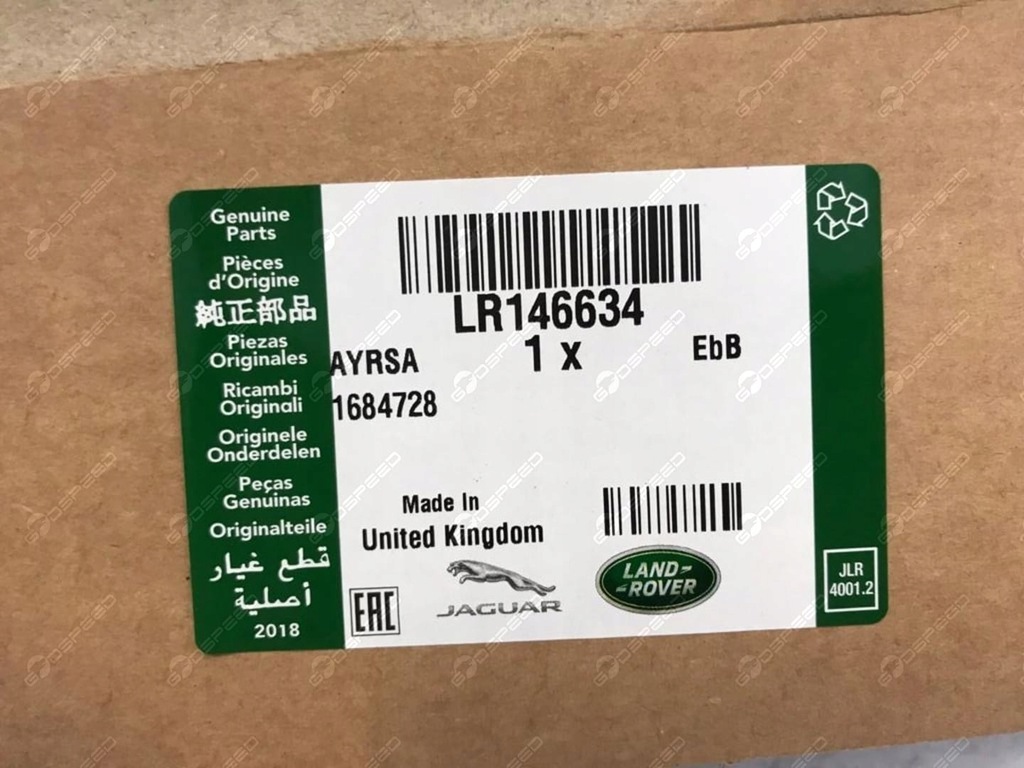 Genuine
Parts
Pièces
d'Origine
純正部品
Piezas
Originales
Ricambi
Originali
Originele
Onderdelen
Peças
Genuinas
Originalteile
قطع غيار
أصلية
2018
LR146634
AYRSA
1 x
EbB
1684728
Made In
United Kingdom
EAC
JAGUAR
LAND
ROVER
JLR
4001.2
GODSPEED